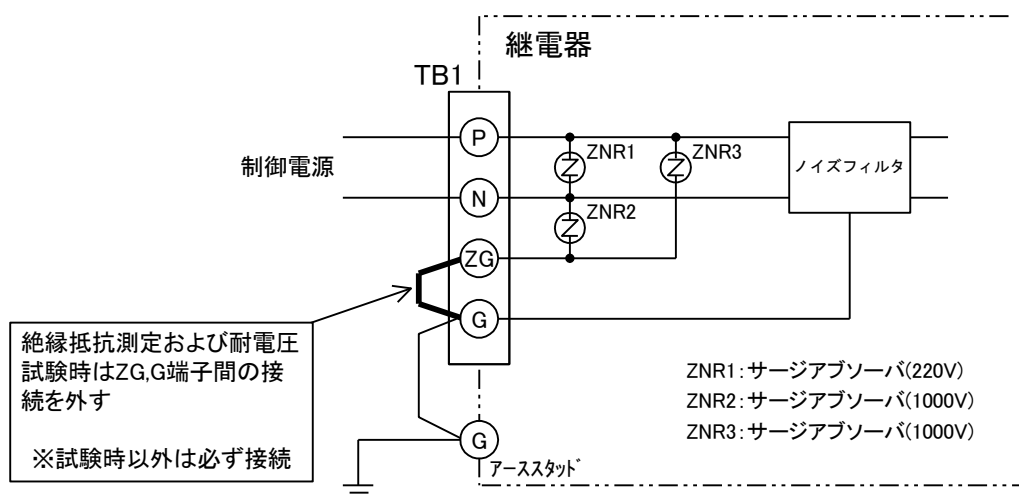 継電器
TB1
P
ZNR1
ZNR3
ノイズフィルタ
制御電源
N
ZNR2
ZG
G
絶縁抵抗測定および耐電圧
試験時はZG,G端子間の接
続を外す
※試験時以外は必ず接続
ZNR1:サージアブソーバ(220V)
ZNR2:サージアブソーバ(1000V)
ZNR3:サージアブソーバ(1000V)
G
アーススタッド